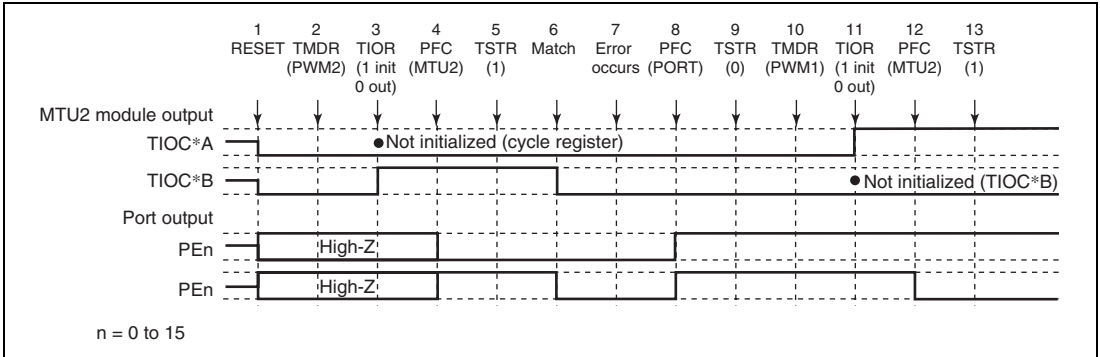 1 2 3 4 5 6 7 8 9 10 11 12 13
RESET TMDR TIOR PFC TSTR Match Error PFC TSTR TMDR TIOR PFC TSTR
(PWM2) (1 init (MTU2) (1) occurs (PORT) (0) (PWM1) (1 init (MTU2) (1)
0 out) 0 out)
MTU2 module output
TIOC*A ●Not initialized (cycle register)
TIOC*B ●Not initialized (TIOC*B)
Port output
PEn High-Z
PEn High-Z
n = 0 to 15